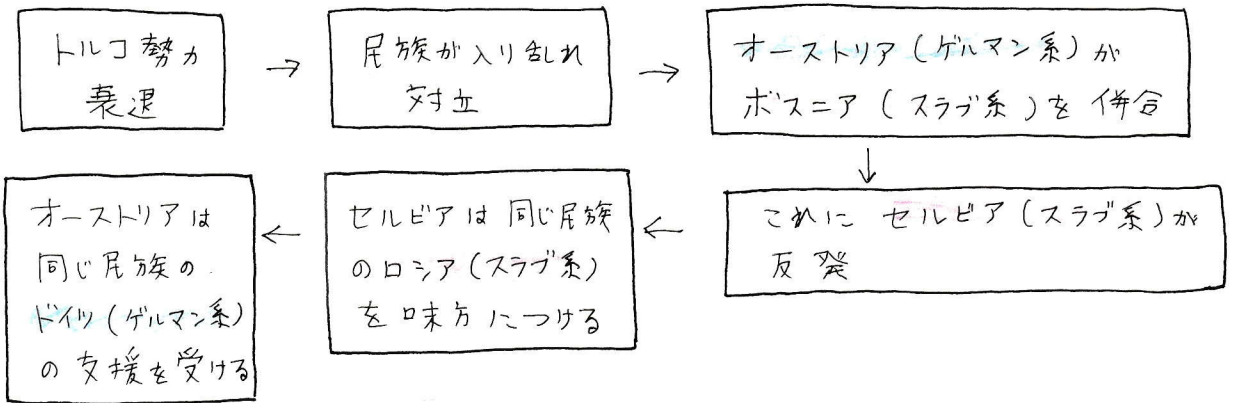 トルコ勢力
衰退
民族が入り乱れ
対立
オーストリア(ゲルマン系)が
ボスニア(スラブ系)を併合
これに セルビア(スラブ系)が
反発
セルビアは同じ民族
のロシア(スラブ系)
を味方につける
オーストリアは
同じ民族の
ドイツ(ゲルマン系)
の支援を受ける